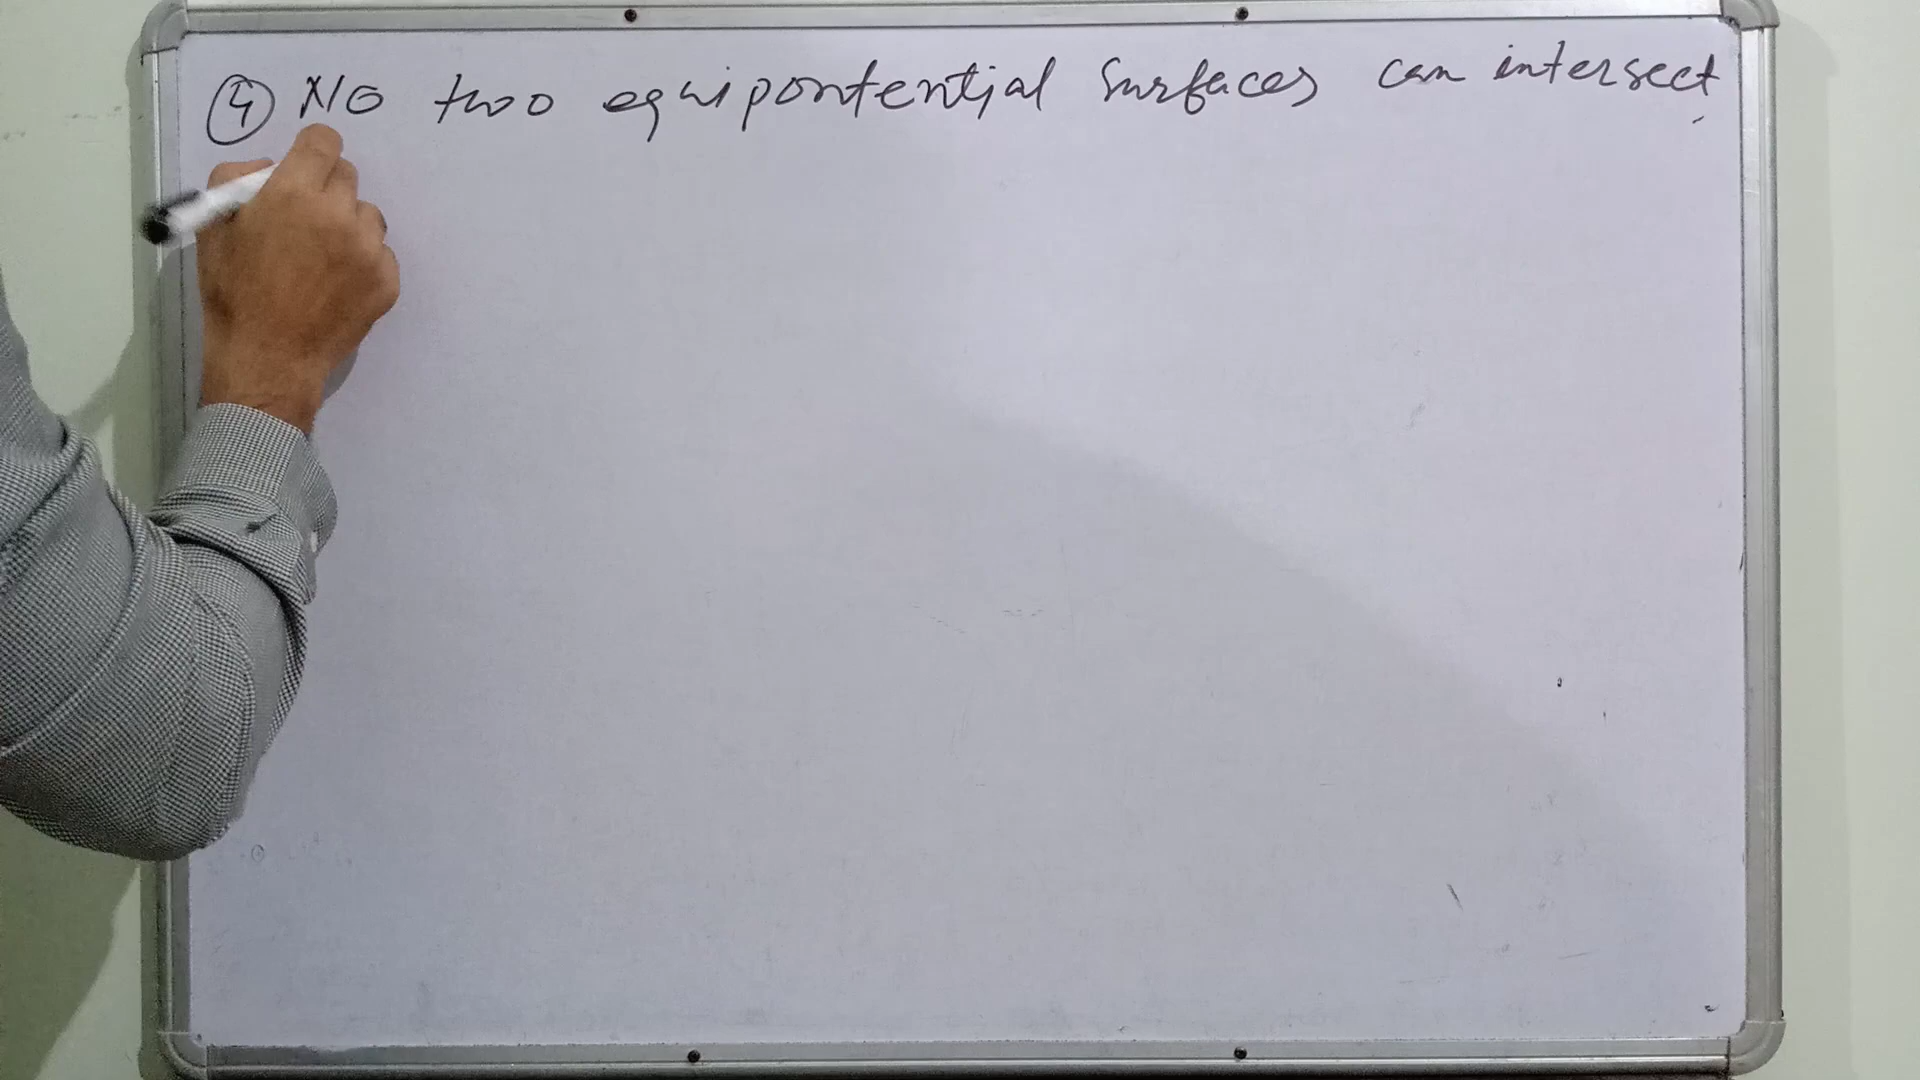 ④ No two equipontential surfaces can intersect